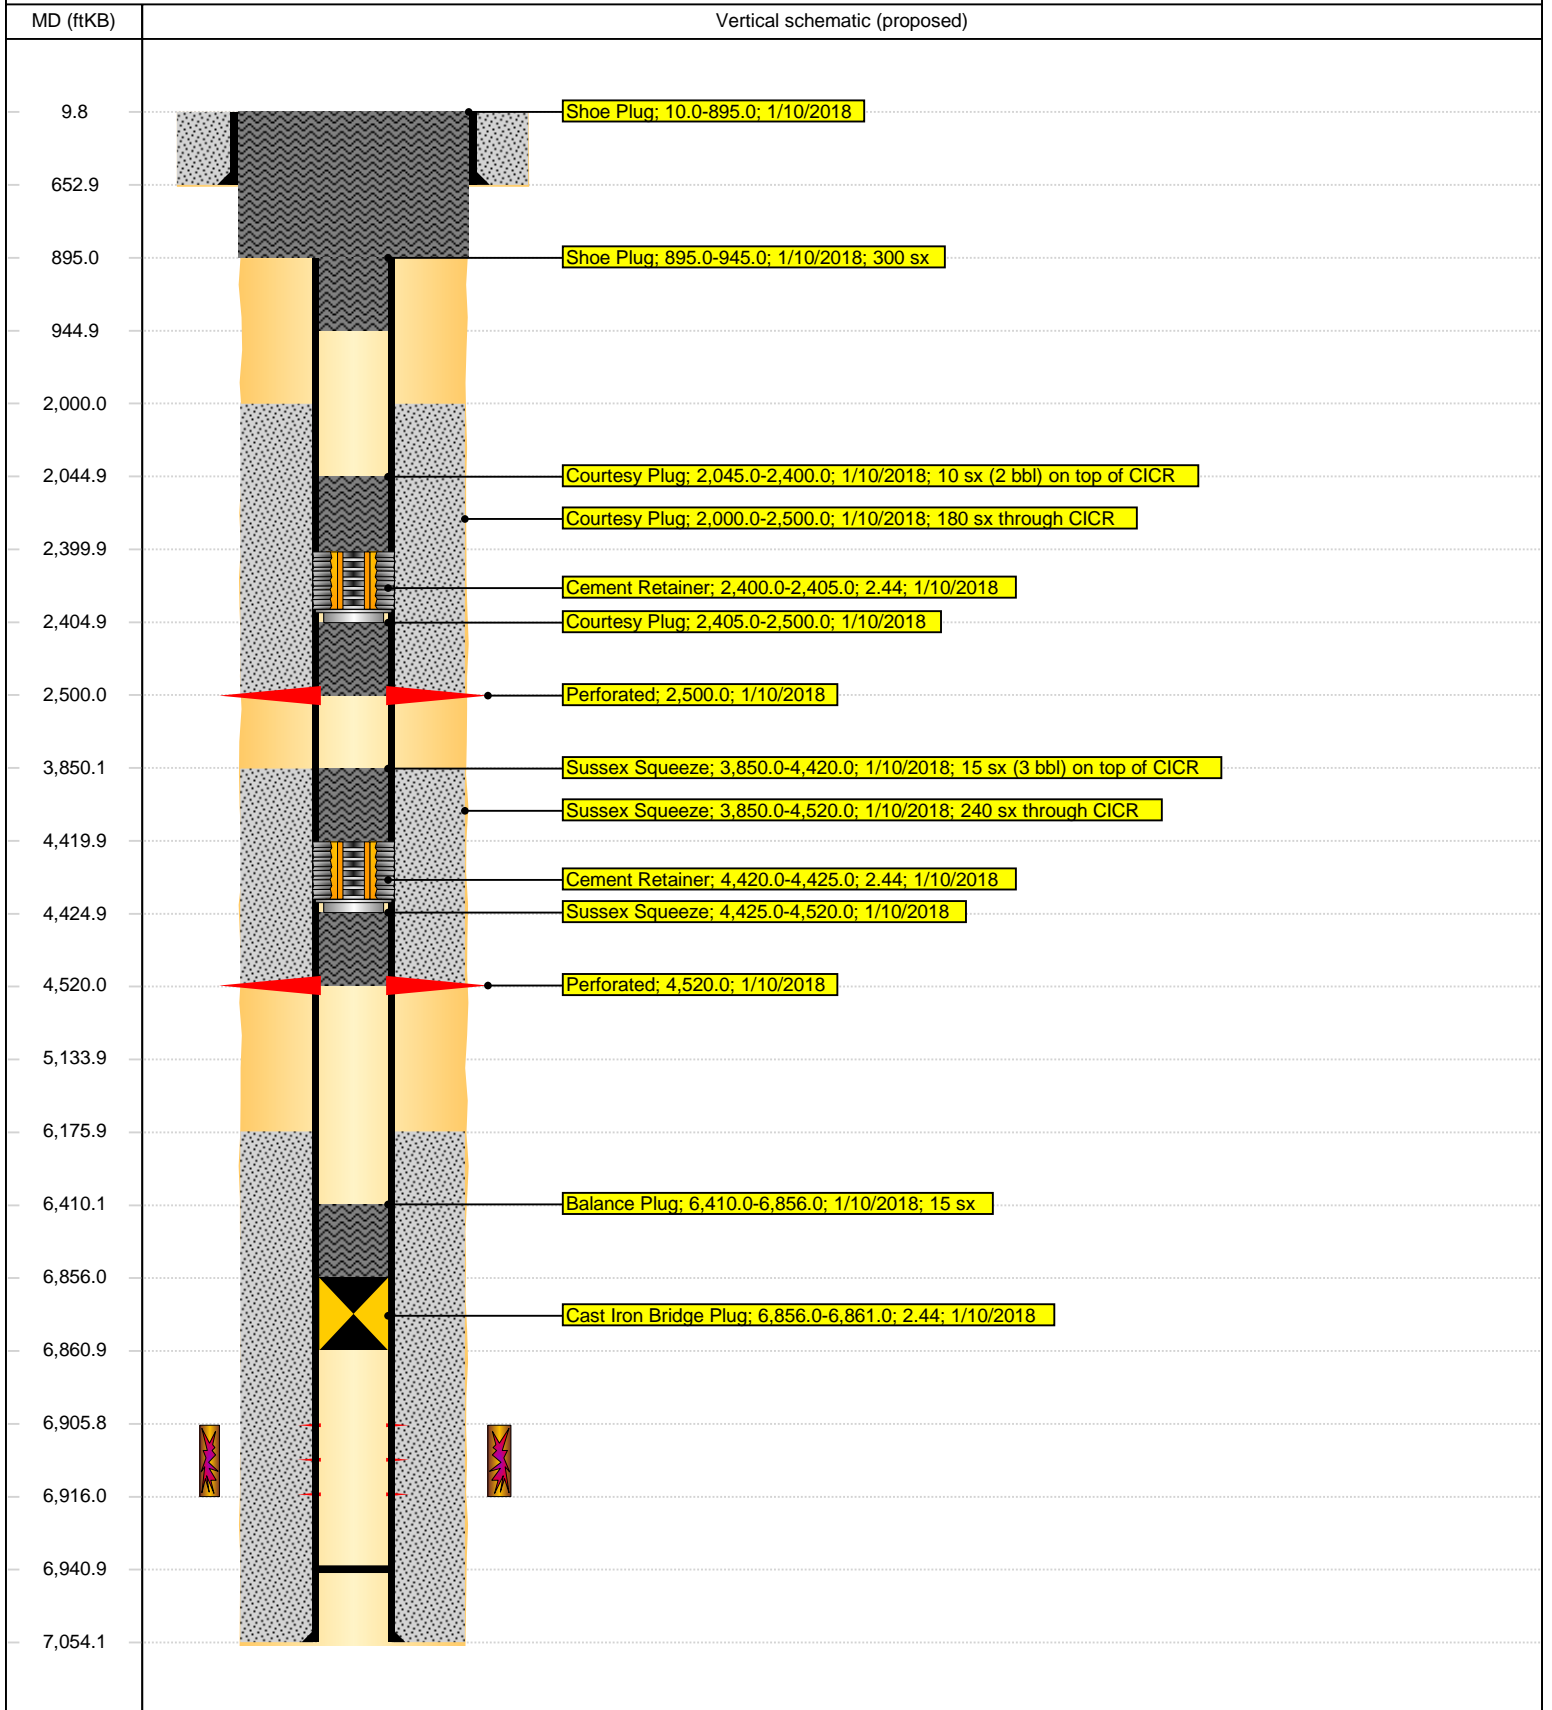 MD (ftKB) Vertical schematic (proposed)
9.8 Shoe Plug; 10.0-895.0; 1/10/2018
652.9
895.0 Shoe Plug; 895.0-945.0; 1/10/2018; 300 sx
944.9
2,000.0
2,044.9 Courtesy Plug; 2,045.0-2,400.0; 1/10/2018; 10 sx (2 bbl) on top of CICR
Courtesy Plug; 2,000.0-2,500.0; 1/10/2018; 180 sx through CICR
2,399.9
Cement Retainer; 2,400.0-2,405.0; 2.44; 1/10/2018
2,404.9 Courtesy Plug; 2,405.0-2,500.0; 1/10/2018
2,500.0 Perforated; 2,500.0; 1/10/2018
3,850.1 Sussex Squeeze; 3,850.0-4,420.0; 1/10/2018; 15 sx (3 bbl) on top of CICR
Sussex Squeeze; 3,850.0-4,520.0; 1/10/2018; 240 sx through CICR
4,419.9
Cement Retainer; 4,420.0-4,425.0; 2.44; 1/10/2018
4,424.9 Sussex Squeeze; 4,425.0-4,520.0; 1/10/2018
4,520.0 Perforated; 4,520.0; 1/10/2018
5,133.9
6,175.9
6,410.1 Balance Plug; 6,410.0-6,856.0; 1/10/2018; 15 sx
6,856.0
Cast Iron Bridge Plug; 6,856.0-6,861.0; 2.44; 1/10/2018
6,860.9
6,905.8
6,916.0
6,940.9
7,054.1